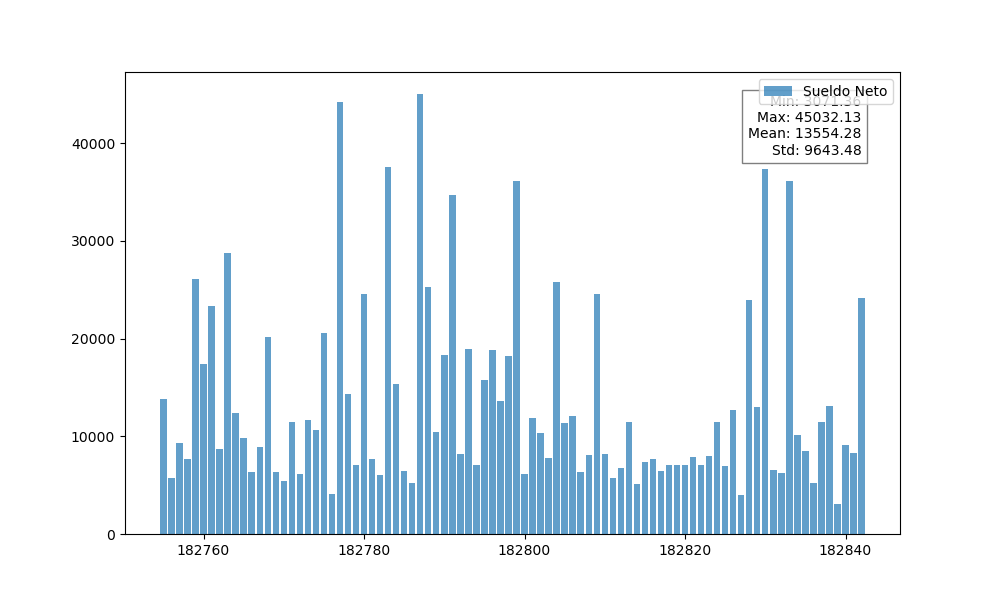 Sueldo Neto
Min: 3071.36
Max: 45032.13
Mean: 13554.28
Std: 9643.48
40000
30000
20000
10000
0
182760 182780 182800 182820 182840